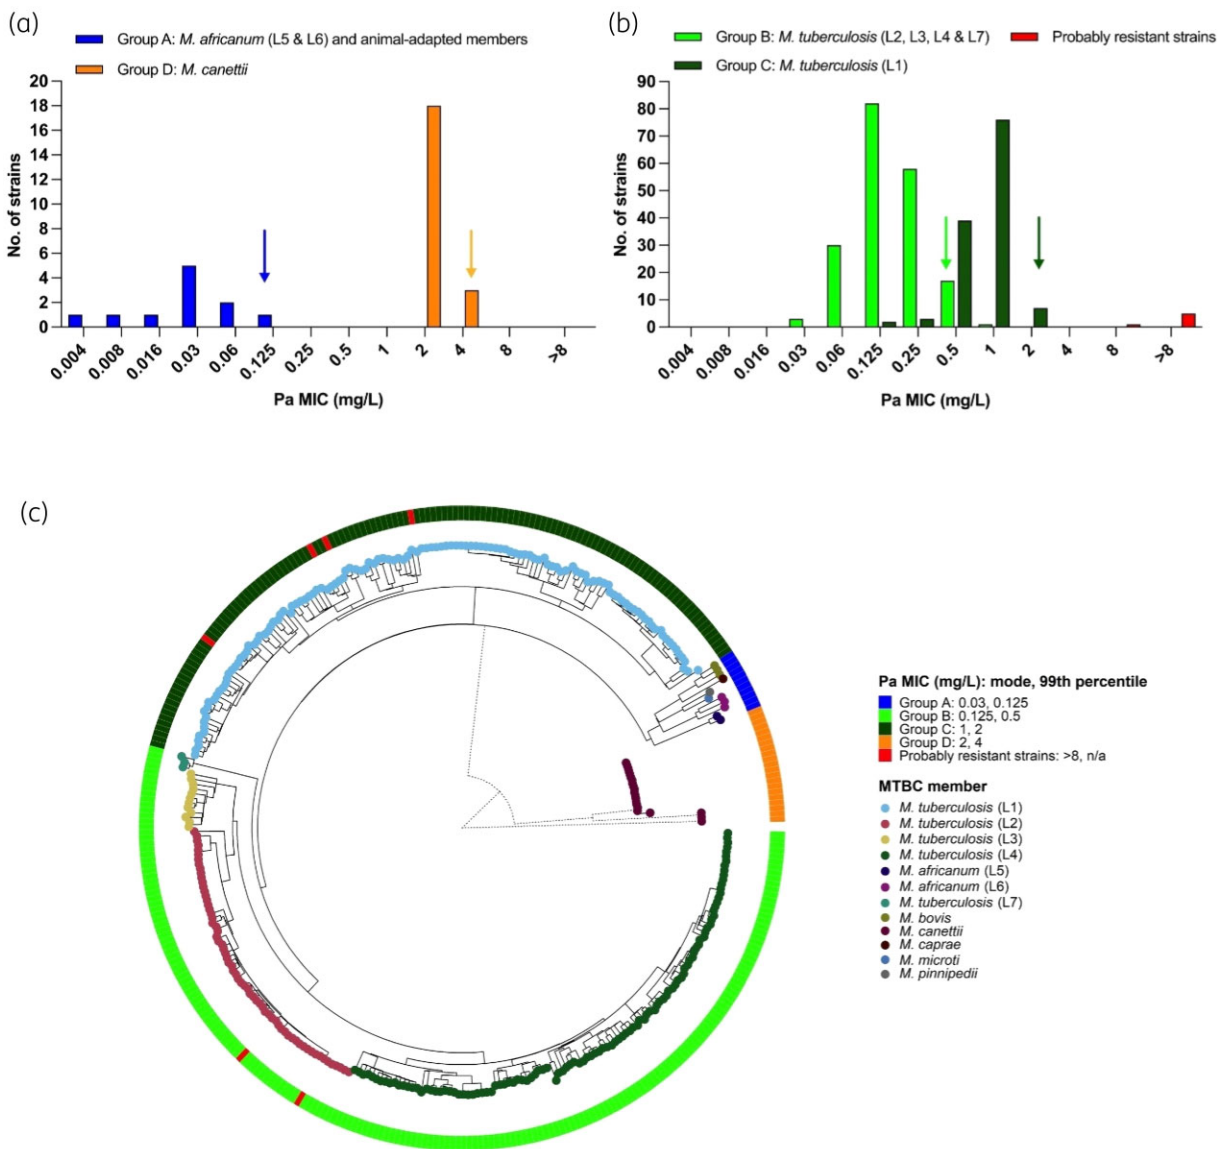 (a)
Group A: M. africanum (L5 & L6) and animal-adapted members
Group D: M. canettii
No. of strains
20
18
16
14
12
10
8
6
4
2
0
0.004
0.008
0.016
0.03
0.06
0.125
0.25
0.5
1
2
4
8
>8
Pa MIC (mg/L)
(b)
Group B: M. tuberculosis (L2, L3, L4 & L7)
Probably resistant strains
Group C: M. tuberculosis (L1)
No. of strains
90
80
70
60
50
40
30
20
10
0
0.004
0.008
0.016
0.03
0.06
0.125
0.25
0.5
1
2
4
8
>8
Pa MIC (mg/L)
(c)
Pa MIC (mg/L): mode, 99th percentile
Group A: 0.03, 0.125
Group B: 0.125, 0.5
Group C: 1, 2
Group D: 2, 4
Probably resistant strains: >8, n/a
MTBC member
M. tuberculosis (L1)
M. tuberculosis (L2)
M. tuberculosis (L3)
M. tuberculosis (L4)
M. africanum (L5)
M. africanum (L6)
M. tuberculosis (L7)
M. bovis
M. canettii
M. caprae
M. microti
M. pinnipedii